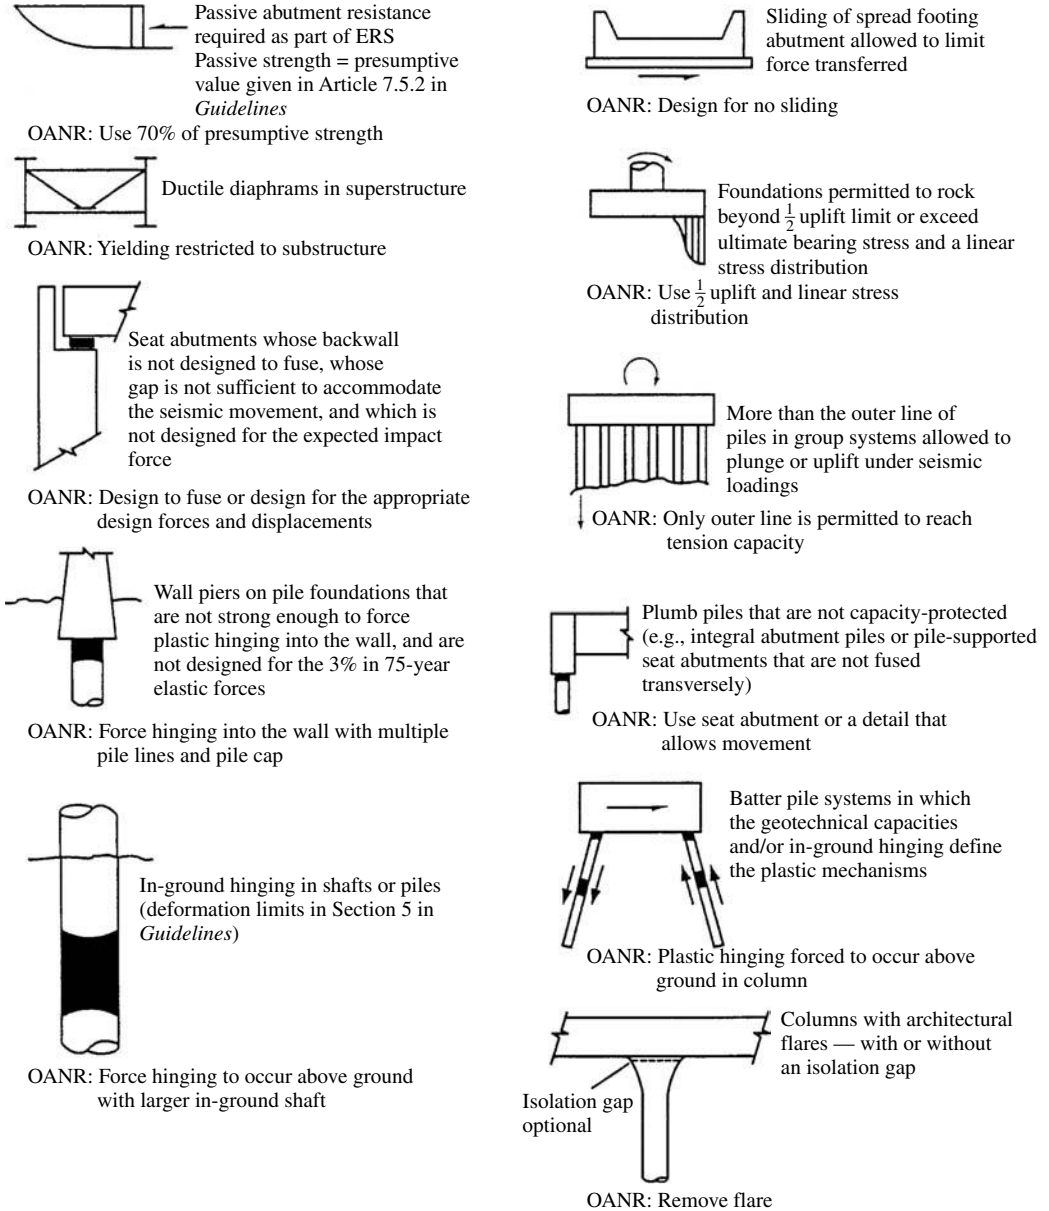 Passive abutment resistance
required as part of ERS
Passive strength = presumptive
value given in Article 7.5.2 in
Guidelines
OANR: Use 70% of presumptive strength
Ductile diaphrams in superstructure
OANR: Yielding restricted to substructure
Seat abutments whose backwall
is not designed to fuse, whose
gap is not sufficient to accommodate
the seismic movement, and which is
not designed for the expected impact
force
OANR: Design to fuse or design for the appropriate
design forces and displacements
Wall piers on pile foundations that
are not strong enough to force
plastic hinging into the wall, and are
not designed for the 3% in 75-year
elastic forces
OANR: Force hinging into the wall with multiple
pile lines and pile cap
In-ground hinging in shafts or piles
(deformation limits in Section 5 in
Guidelines)
OANR: Force hinging to occur above ground
with larger in-ground shaft
Sliding of spread footing
abutment allowed to limit
force transferred
OANR: Design for no sliding
Foundations permitted to rock
beyond 1/2 uplift limit or exceed
ultimate bearing stress and a linear
stress distribution
OANR: Use 1/2 uplift and linear stress
distribution
More than the outer line of
piles in group systems allowed to
plunge or uplift under seismic
loadings
OANR: Only outer line is permitted to reach
tension capacity
Plumb piles that are not capacity-protected
(e.g., integral abutment piles or pile-supported
seat abutments that are not fused
transversely)
OANR: Use seat abutment or a detail that
allows movement
Batter pile systems in which
the geotechnical capacities
and/or in-ground hinging define
the plastic mechanisms
OANR: Plastic hinging forced to occur above
ground in column
Columns with architectural
flares — with or without
an isolation gap
Isolation gap
optional
OANR: Remove flare